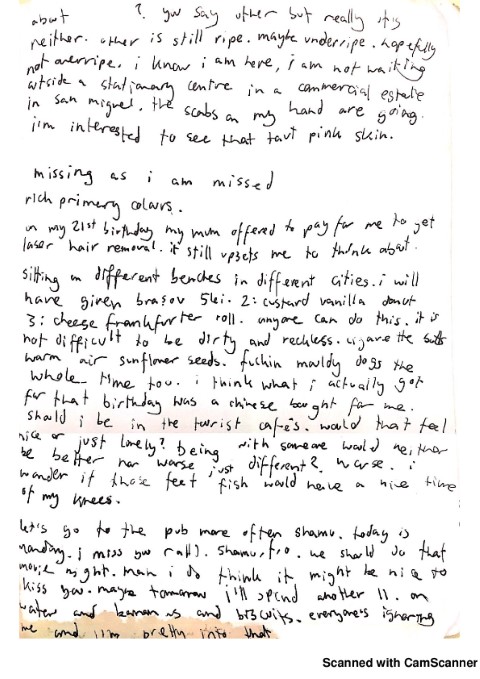 about ? you say other but really it is
neither. other is still ripe. maybe underripe. hopefully
not overripe. i know i am here, i am not waiting
outside a stationary centre in a commercial estate
in san miguel. the scabs on my hand are going.
i'm interested to see that taut pink skin.
missing as i am missed
rich primary colours.
on my 21st birthday my mum offered to pay for me to get
laser hair removal. it still upsets me to think about.
sitting on different benches in different cities. i will
have given brasov 5ki. 2: custard vanilla donut
3: cheese frankfurter roll. anyone can do this. it is
not difficult to be dirty and reckless. cigarette butts
warm air sunflower seeds. fuckin mouldy dogs the
whole time too. i think what i actually got
for that birthday was a chinese bought for me.
should i be in the tourist cafés. would that feel
nice or just lonely? being with someone would neither
be better nor worse just different?. worse. i
wonder if those feet fish would have a nice time
of my knees.
let's go to the pub more often shamu. today is
monday. i miss you rall). shamu, we should do that
movie night. man i do think it might be nice to
kiss you. maybe tomorrow i'll spend another 11. on
water and bananas and biscuits. everyone's ignoring
me and i'm pretty into that
Scanned with CamScanner